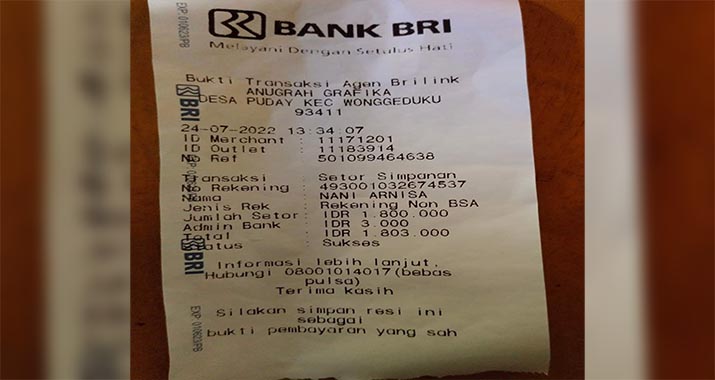 BANK BRI
Melayani Dengan Setulus Hati
Bukti Transaksi Agen Brilink
ANUGRAH GRAFIKA
DESA PUDAY KEC WONGGEDUKU
93411
24-07-2022 13:34:07
ID Merchant : 11171201
ID Outlet : 11183914
No Ref : 501099464638
Transaksi : Setor Simpanan
No Rekening : 493001032674537
Nama : NANI ARNISA
Jenis Rek : Rekening Non BSA
Jumlah Setor: IDR 1.800.000
Admin Bank : IDR 3.000
Total : IDR 1.803.000
Status : Sukses
Informasi lebih lanjut,
Hubungi 08001014017(bebas
pulsa)
Terima kasih
Silakan simpan resi ini
sebagai
bukti pembayaran yang sah
BRI
BRI